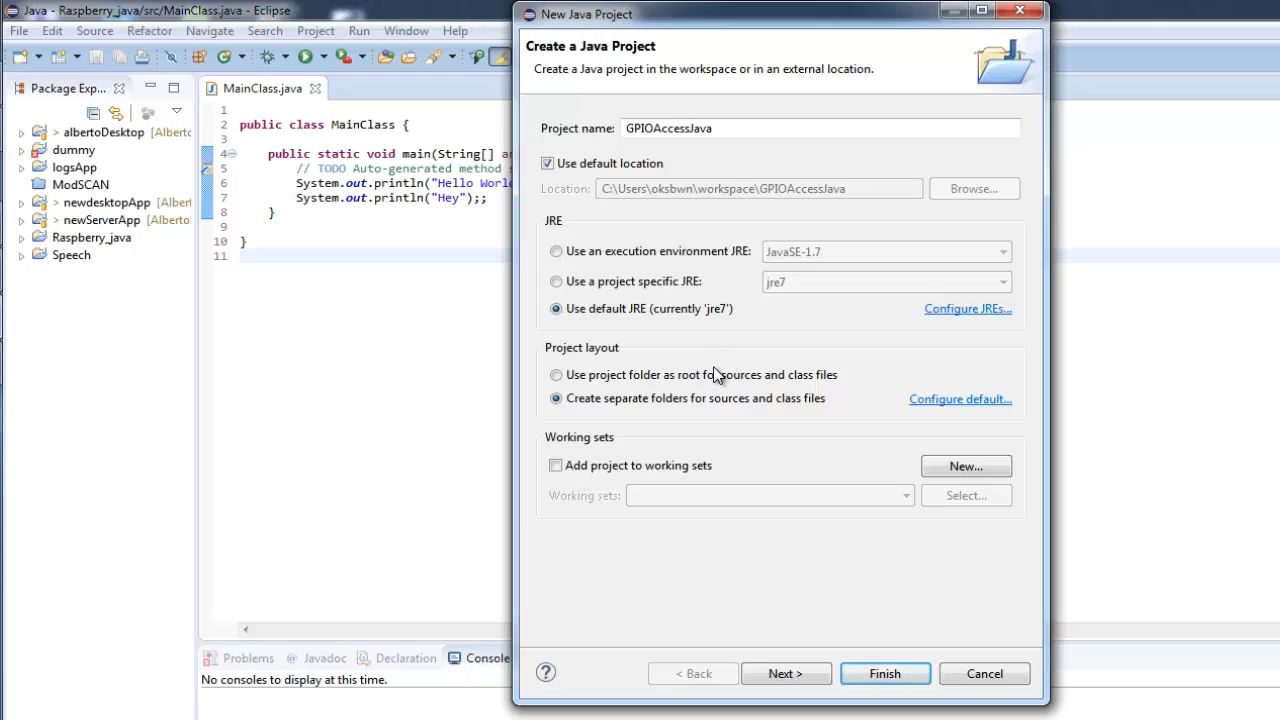 Java - Raspberry_java/src/MainClass.java - Eclipse
File Edit Source Refactor Navigate Search Project Run Window Help
Package Exp...
> albertoDesktop [Alberto
dummy
logsApp
ModSCAN
> newdesktopApp [Albert
> newServerApp [Alberto
Raspberry_java
Speech
MainClass.java
1
2 public class MainClass {
3
4 public static void main(String[] ar
5 // TODO Auto-generated method s
6 System.out.println("Hello World
7 System.out.println("Hey");;
8 }
9
10 }
11
Problems @ Javadoc Declaration Console
No consoles to display at this time.
New Java Project
Create a Java Project
Create a Java project in the workspace or in an external location.
Project name: GPIOAccessJava
Use default location
Location: C:\Users\oksbwn\workspace\GPIOAccessJava Browse...
JRE
Use an execution environment JRE: JavaSE-1.7
Use a project specific JRE: jre7
Use default JRE (currently 'jre7') Configure JREs...
Project layout
Use project folder as root for sources and class files
Create separate folders for sources and class files Configure default...
Working sets
Add project to working sets New...
Working sets: Select...
? < Back Next > Finish Cancel